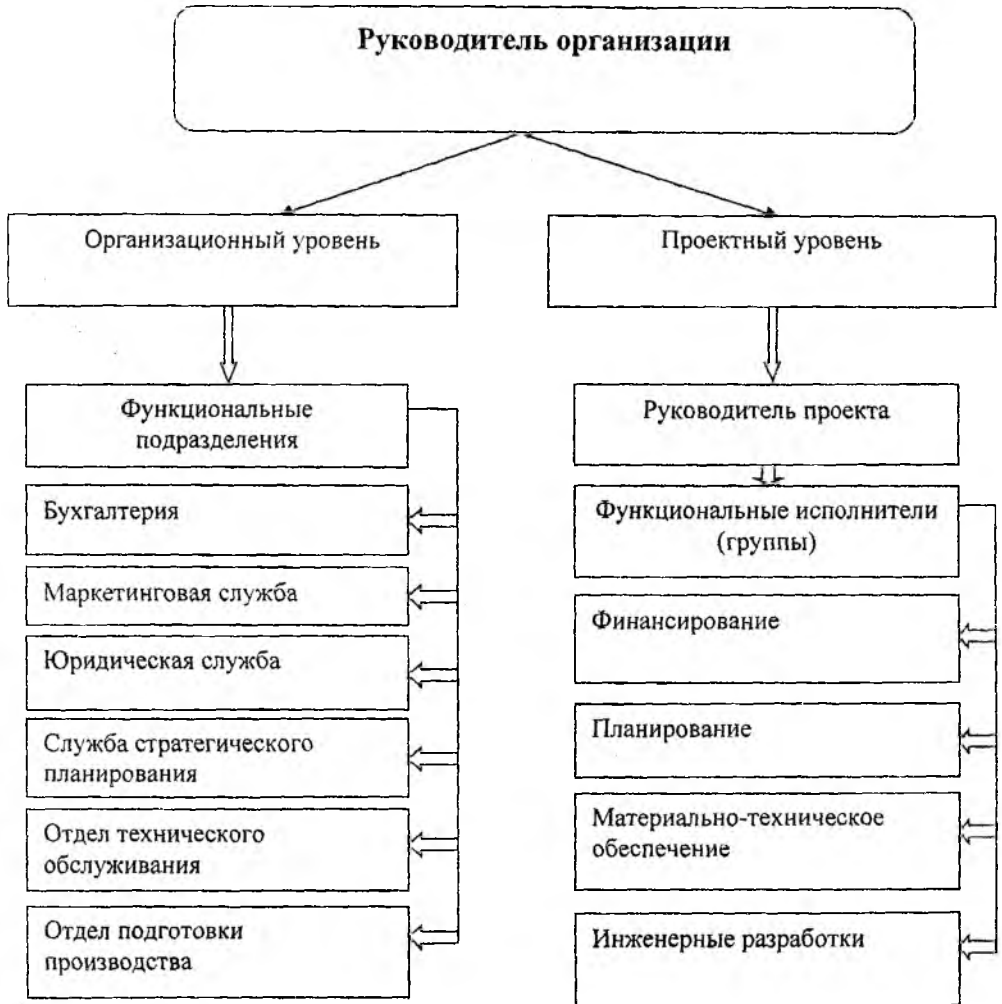 Руководитель организации
Организационный уровень
Проектный уровень
Функциональные
подразделения
Бухгалтерия
Маркетинговая служба
Юридическая служба
Служба стратегического
планирования
Отдел технического
обслуживания
Отдел подготовки
производства
Руководитель проекта
Функциональные исполнители
(группы)
Финансирование
Планирование
Материально-техническое
обеспечение
Инженерные разработки